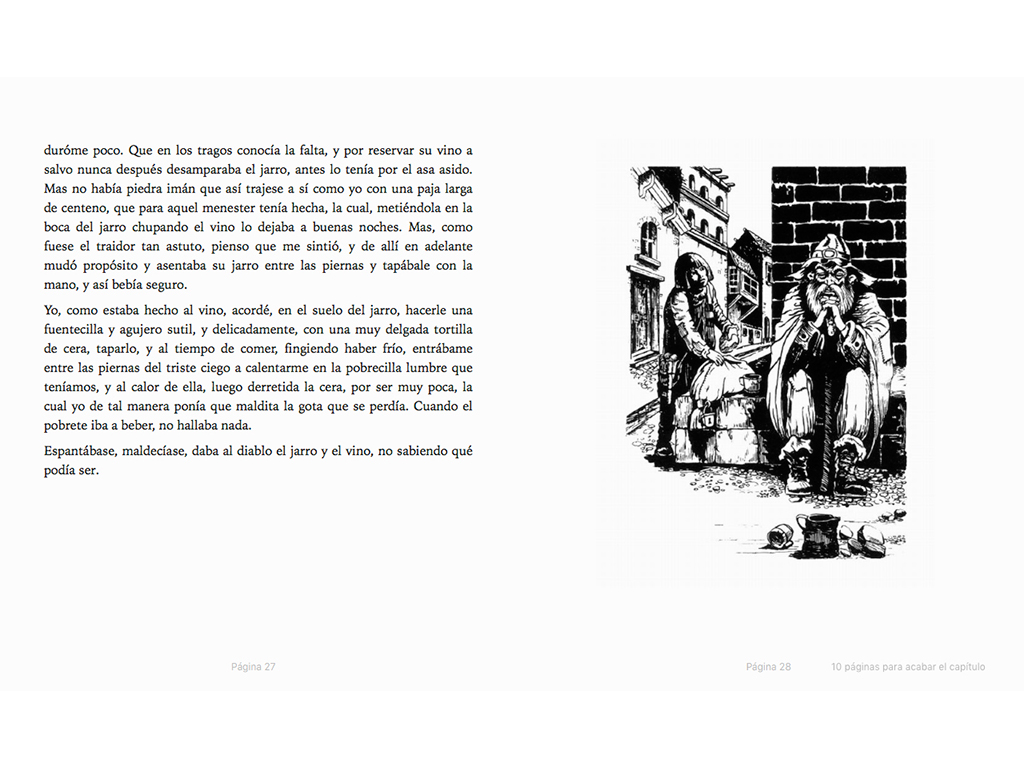 duróme poco. Que en los tragos conocía la falta, y por reservar su vino a
salvo nunca después desamparaba el jarro, antes lo tenía por el asa asido.
Mas no había piedra imán que así trajese a sí como yo con una paja larga
de centeno, que para aquel menester tenía hecha, la cual, metiéndola en la
boca del jarro chupando el vino lo dejaba a buenas noches. Mas, como
fuese el traidor tan astuto, pienso que me sintió, y de allí en adelante
mudó propósito y asentaba su jarro entre las piernas y tapábale con la
mano, y así bebía seguro.
Yo, como estaba hecho al vino, acordé, en el suelo del jarro, hacerle una
fuentecilla y agujero sutil, y delicadamente, con una muy delgada tortilla
de cera, taparlo, y al tiempo de comer, fingiendo haber frío, entrábame
entre las piernas del triste ciego a calentarme en la pobrecilla lumbre que
teníamos, y al calor de ella, luego derretida la cera, por ser muy poca, la
cual yo de tal manera ponía que maldita la gota que se perdía. Cuando el
pobrete iba a beber, no hallaba nada.
Espantábase, maldecíase, daba al diablo el jarro y el vino, no sabiendo qué
podía ser.
Página 27
Página 28
10 páginas para acabar el capítulo